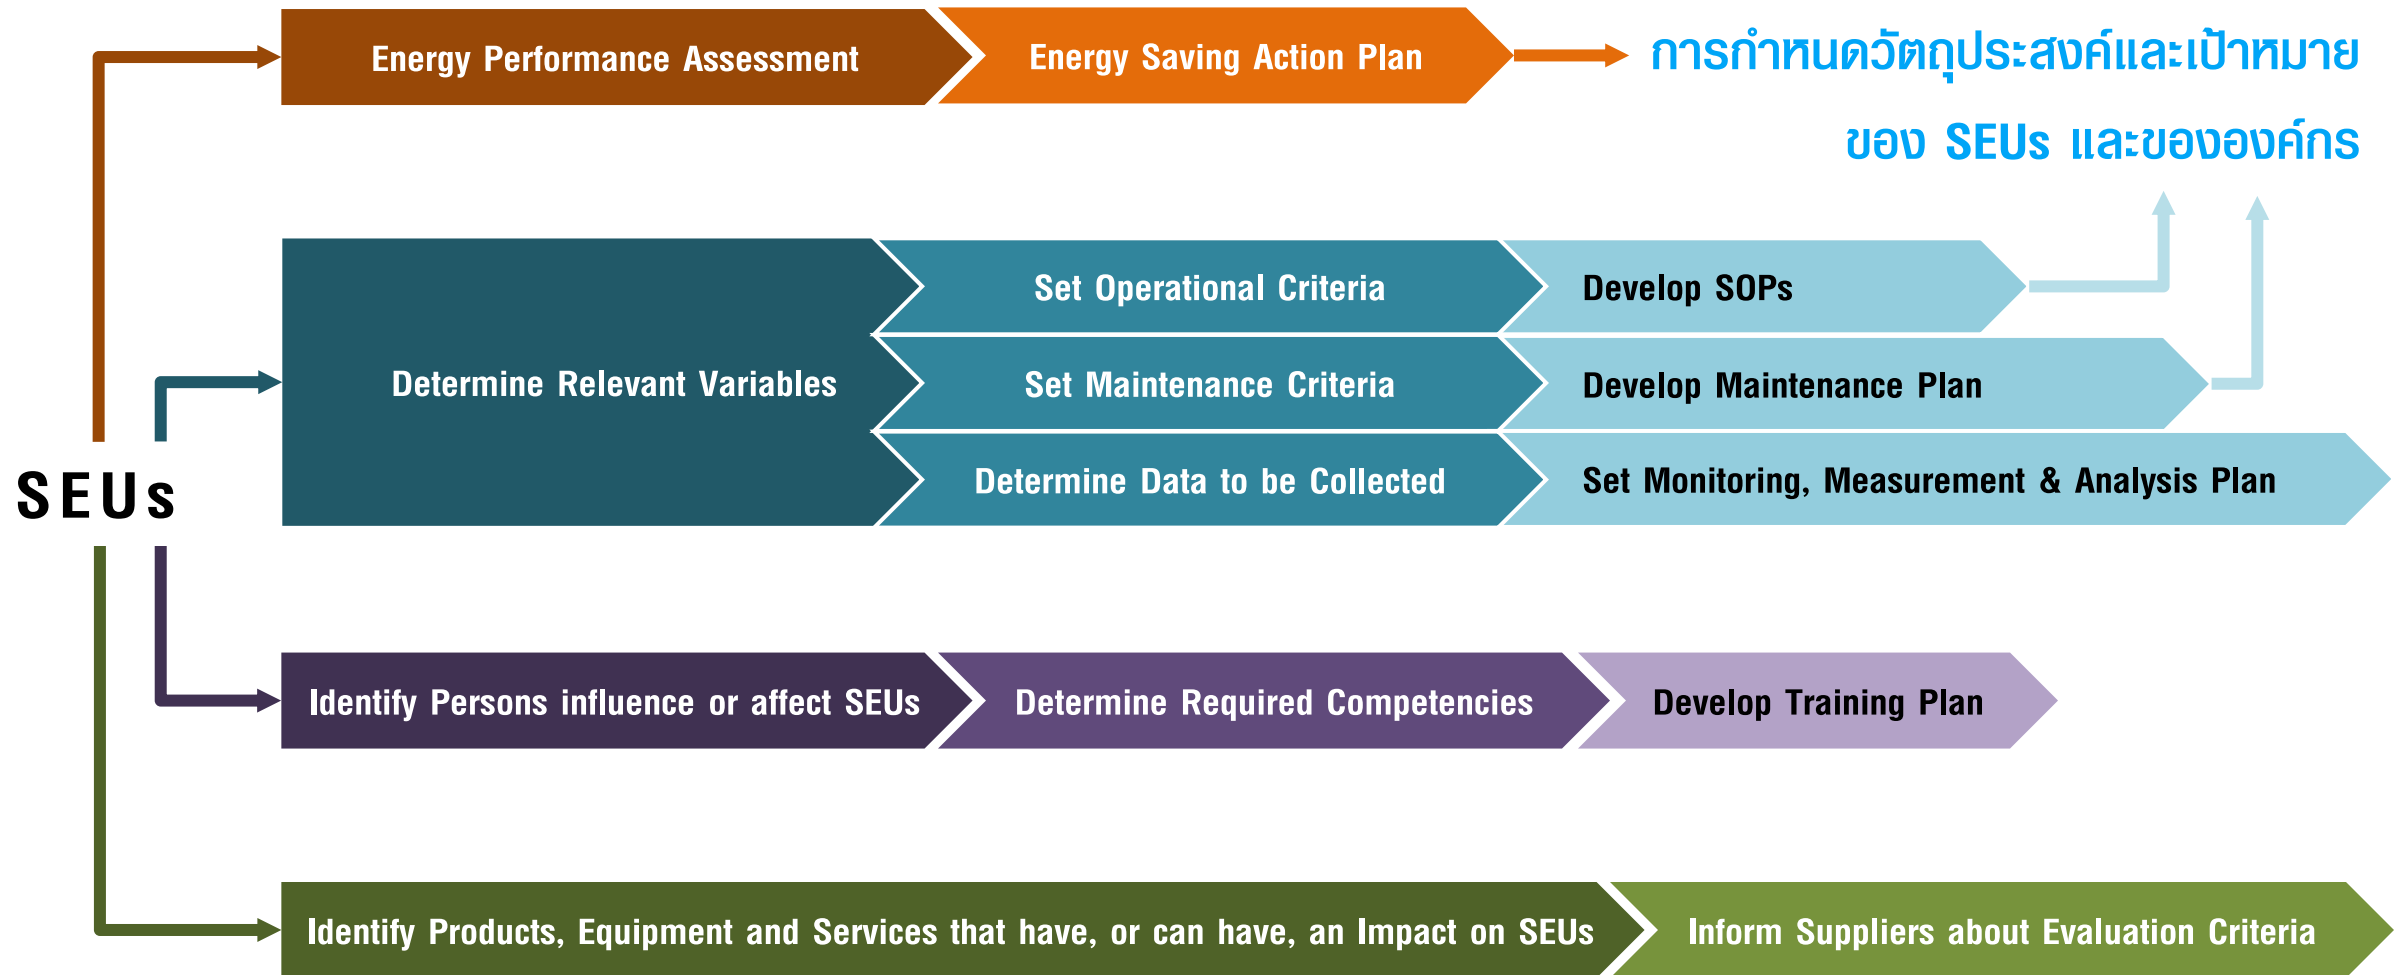 Energy Performance Assessment
Energy Saving Action Plan
การกำหนดวัตถุประสงค์และเป้าหมาย
ของ SEUs และขององค์กร
Determine Relevant Variables
Set Operational Criteria
Develop SOPs
Set Maintenance Criteria
Develop Maintenance Plan
Determine Data to be Collected
Set Monitoring, Measurement & Analysis Plan
SEUs
Identify Persons influence or affect SEUs
Determine Required Competencies
Develop Training Plan
Identify Products, Equipment and Services that have, or can have, an Impact on SEUs
Inform Suppliers about Evaluation Criteria